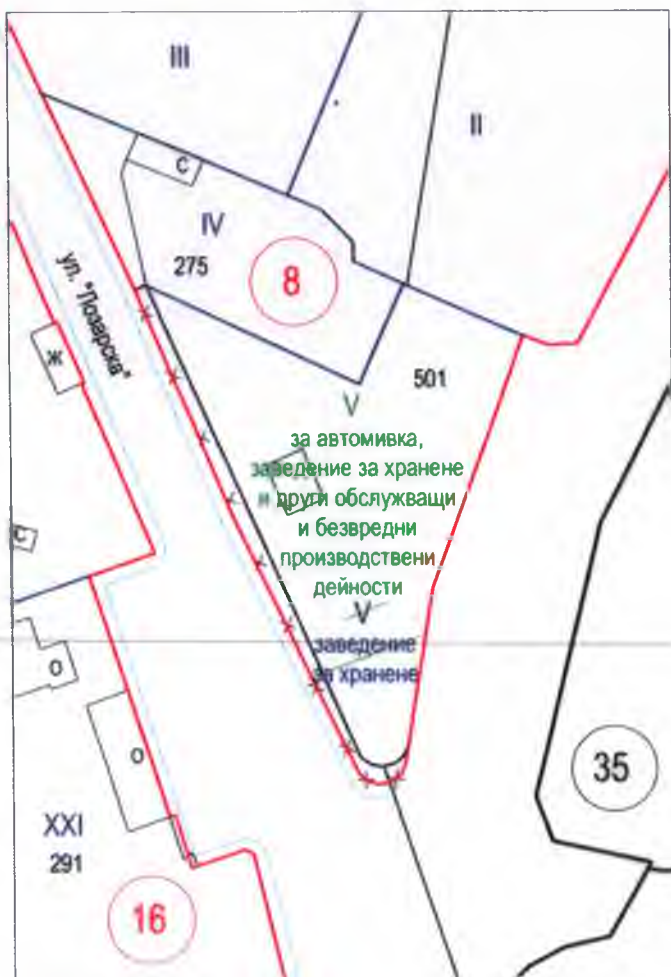 III
II
С
IV
275
8
ул. "Лозарска"
Ж
501
V
за автомивка,
заведение за хранене
и други обслужващи
и безвредни
производствени
дейности
V
заведение
за хранене
С
О
О
35
XXI
291
16